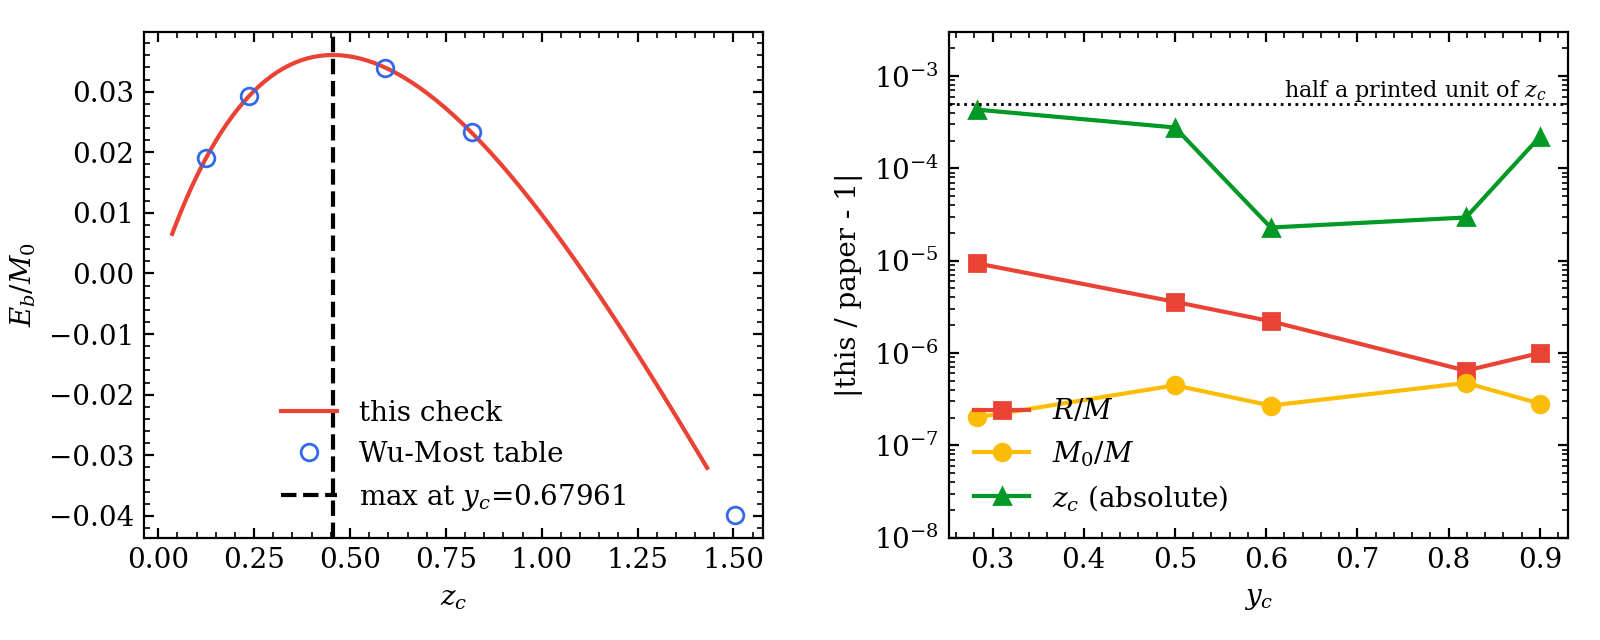 0.03
0.02
0.01
0.00
−0.01
−0.02
−0.03
−0.04
E_b/M_0
0.00 0.25 0.50 0.75 1.00 1.25 1.50
z_c
this check
Wu-Most table
max at y_c=0.67961
10^{-3}
10^{-4}
10^{-5}
10^{-6}
10^{-7}
10^{-8}
|this / paper - 1|
half a printed unit of z_c
R/M
M_0/M
z_c (absolute)
0.3 0.4 0.5 0.6 0.7 0.8 0.9
y_c